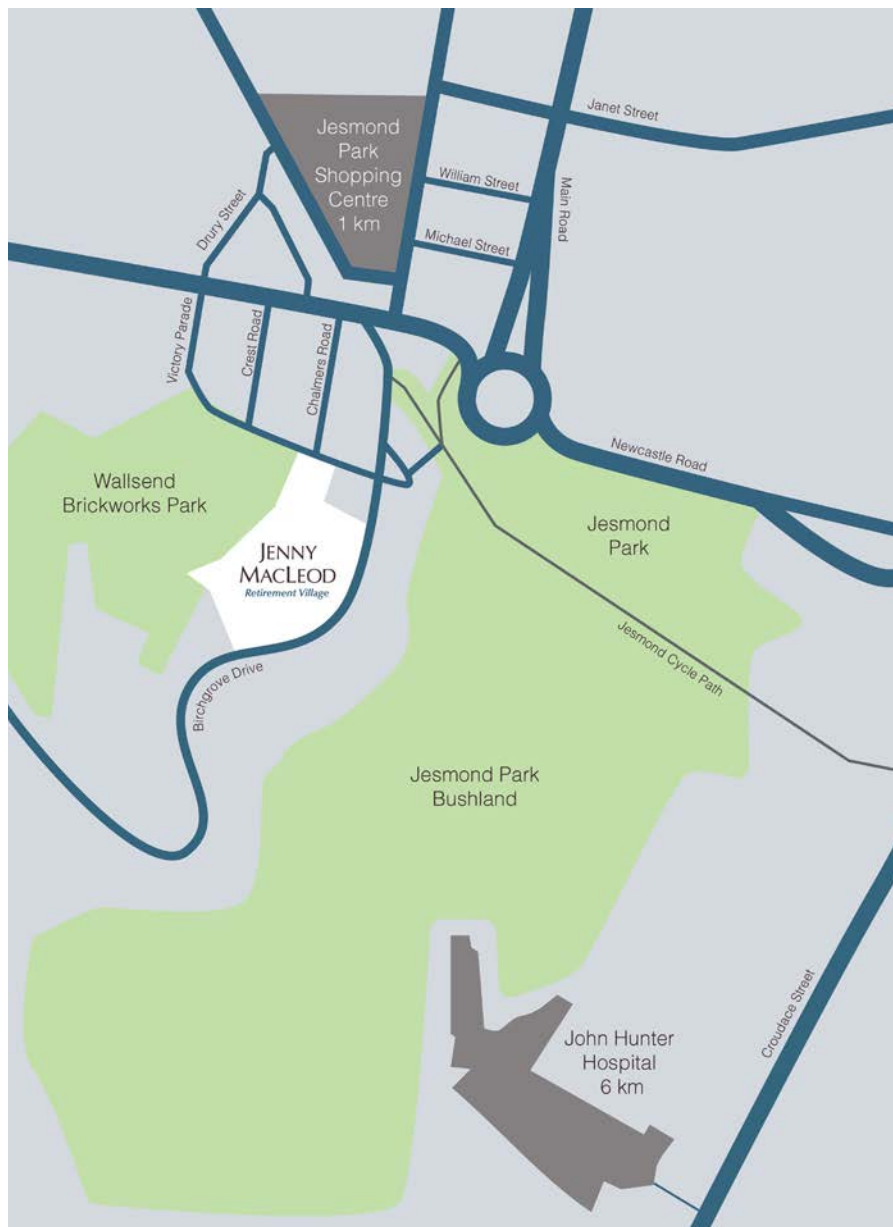 Jesmond
Park
Shopping
Centre
1 km
Janet Street
William Street
Main Road
Drury Street
Michael Street
Victory Parade
Crest Road
Chalmers Road
Newcastle Road
Wallsend
Brickworks Park
Jesmond
Park
JENNY
MACLEOD
Retirement Village
Jesmond Cycle Path
Birchgrove Drive
Jesmond Park
Bushland
John Hunter
Hospital
6 km
Croudace Street